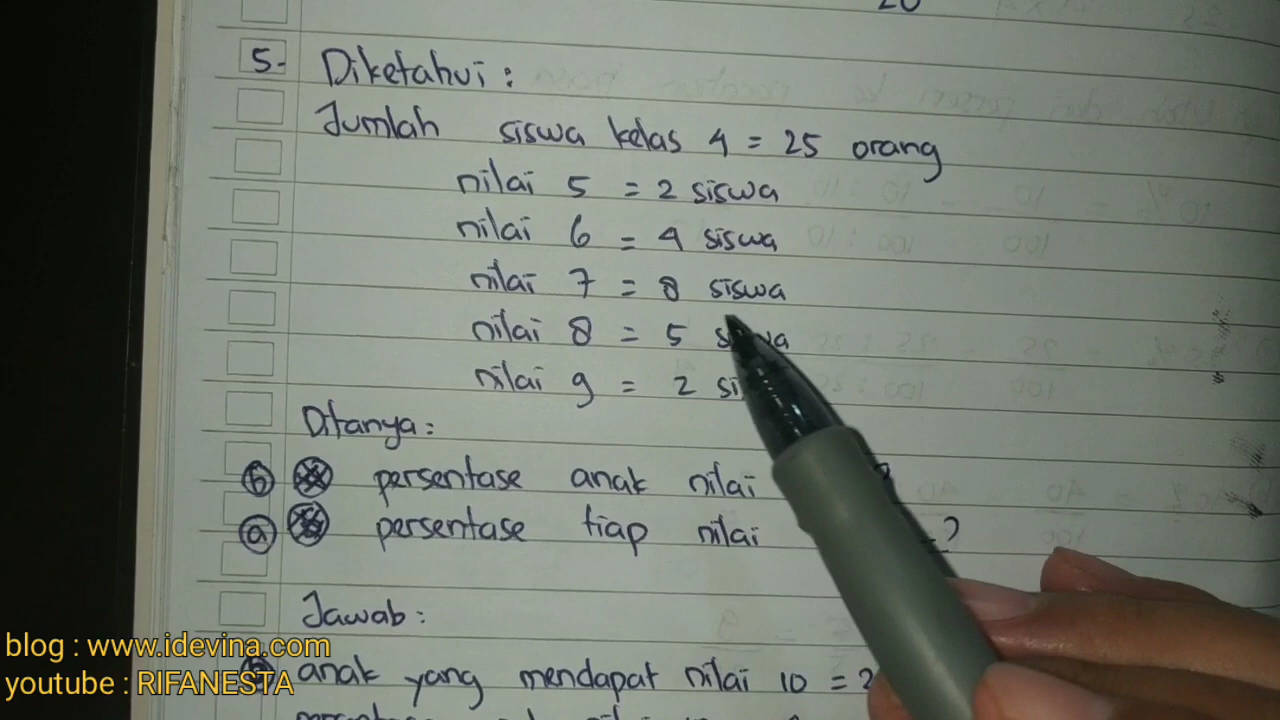 20
5. Diketahui :
Jumlah siswa kelas 4 = 25 orang
nilai 5 = 2 siswa
nilai 6 = 4 siswa
nilai 7 = 8 siswa
nilai 8 = 5
nilai 9 = 2
Ditanya :
b persentase anak nilai ?
a persentase tiap nilai = ?
Jawab :
anak yang mendapat nilai 10 = ?
blog : www.idevina.com
youtube : RIFANESTA